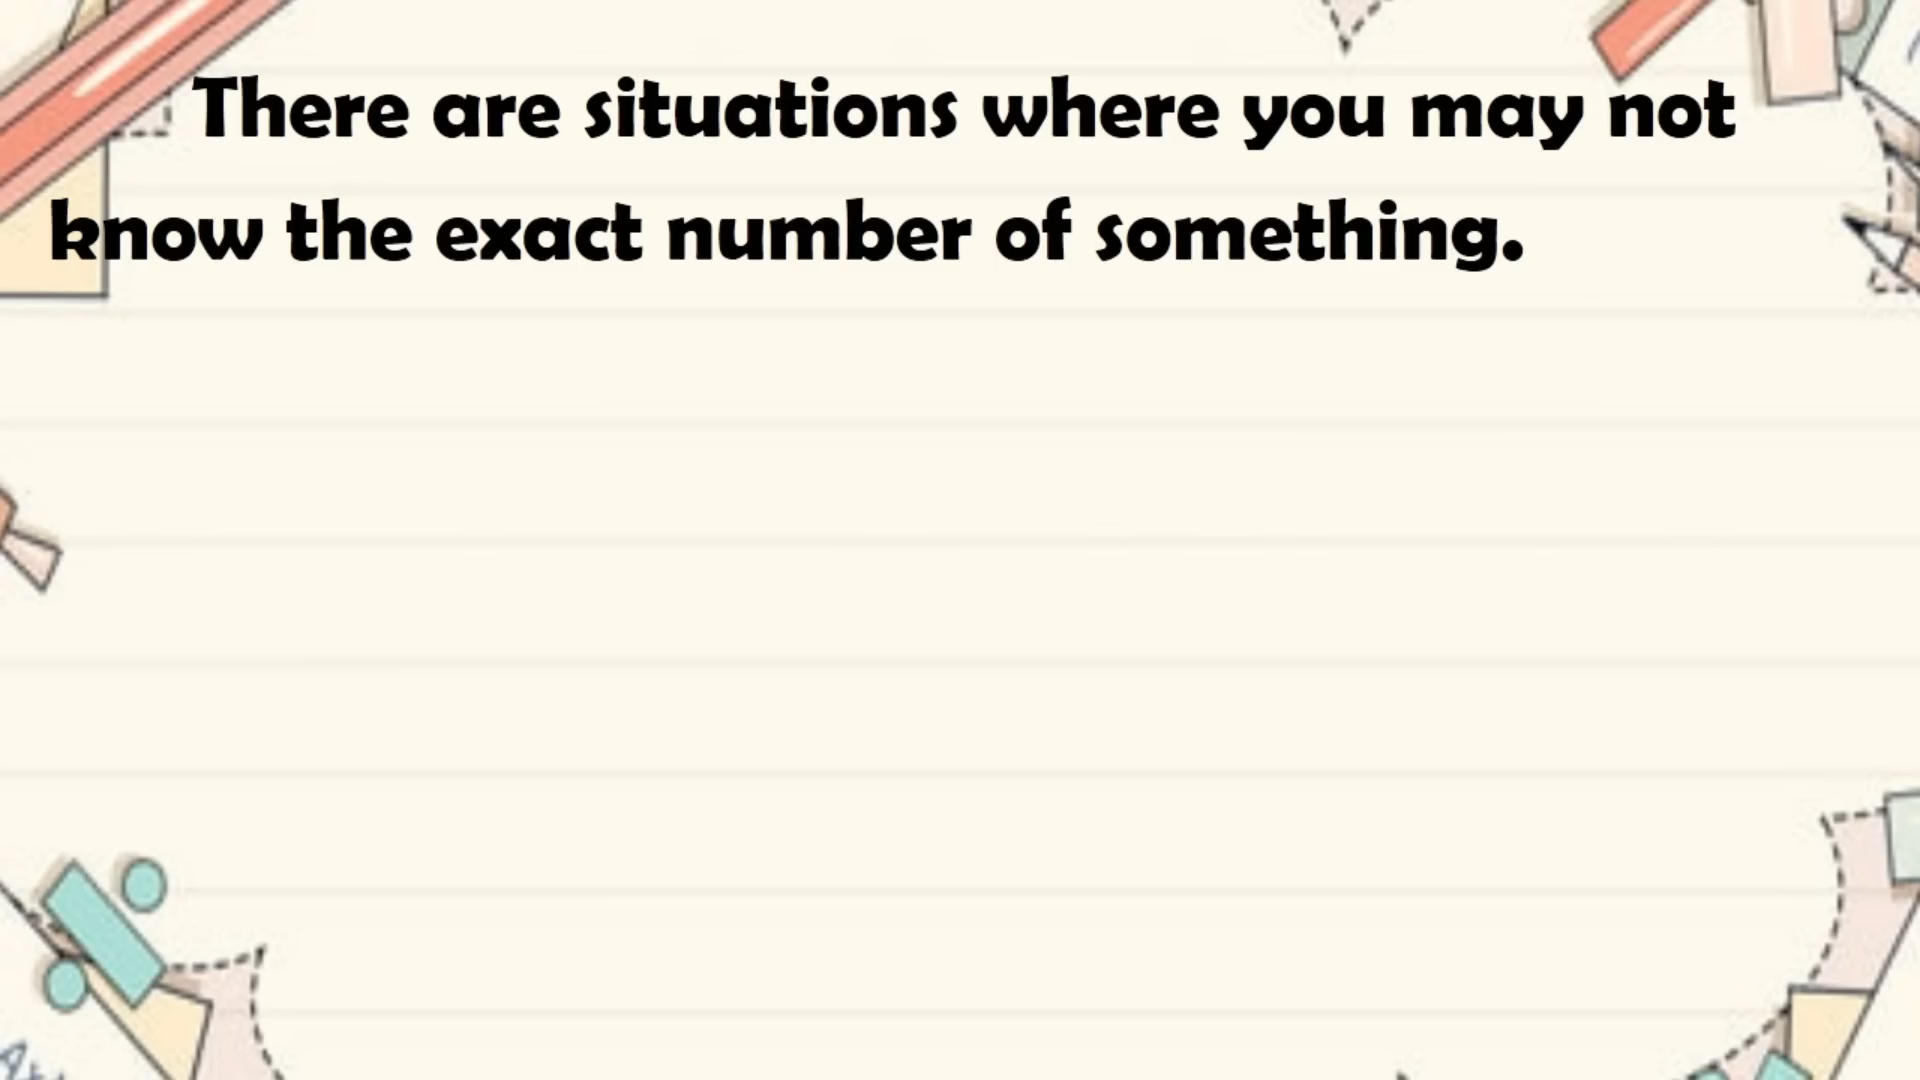 There are situations where you may not
know the exact number of something.